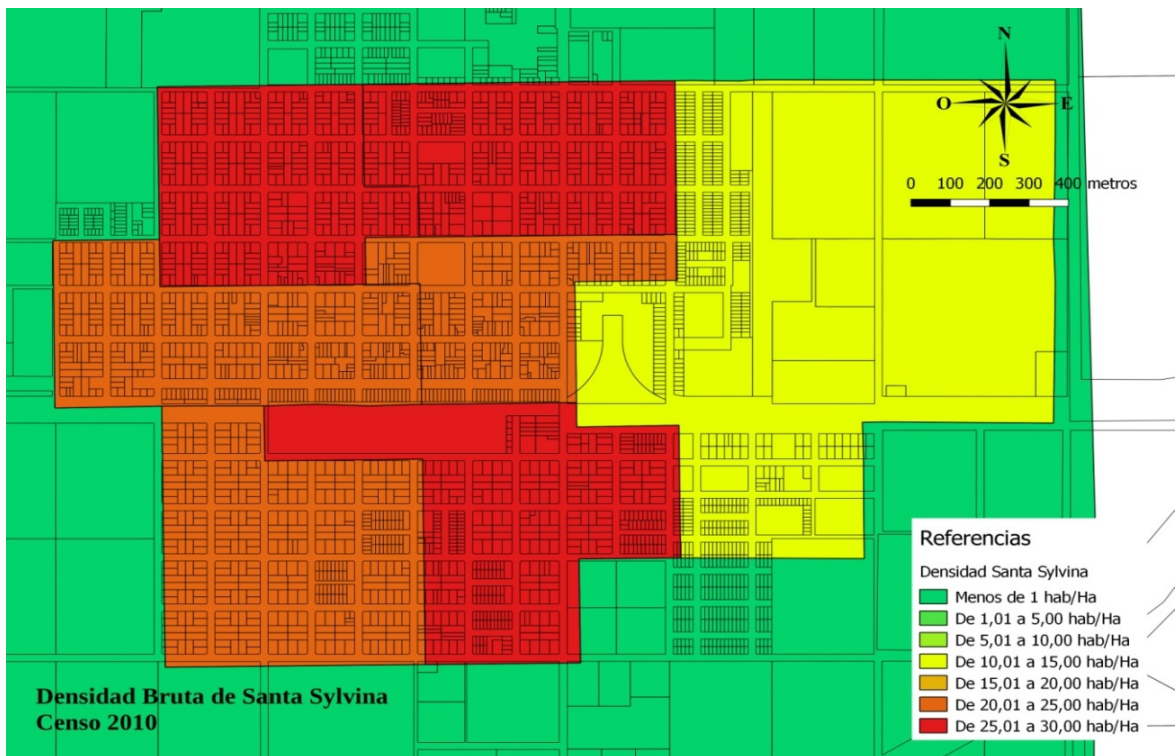 N
O E
S
0 100 200 300 400 metros
Referencias
Densidad Santa Sylvina
Menos de 1 hab/Ha
De 1,01 a 5,00 hab/Ha
De 5,01 a 10,00 hab/Ha
De 10,01 a 15,00 hab/Ha
De 15,01 a 20,00 hab/Ha
De 20,01 a 25,00 hab/Ha
De 25,01 a 30,00 hab/Ha
Densidad Bruta de Santa Sylvina
Censo 2010